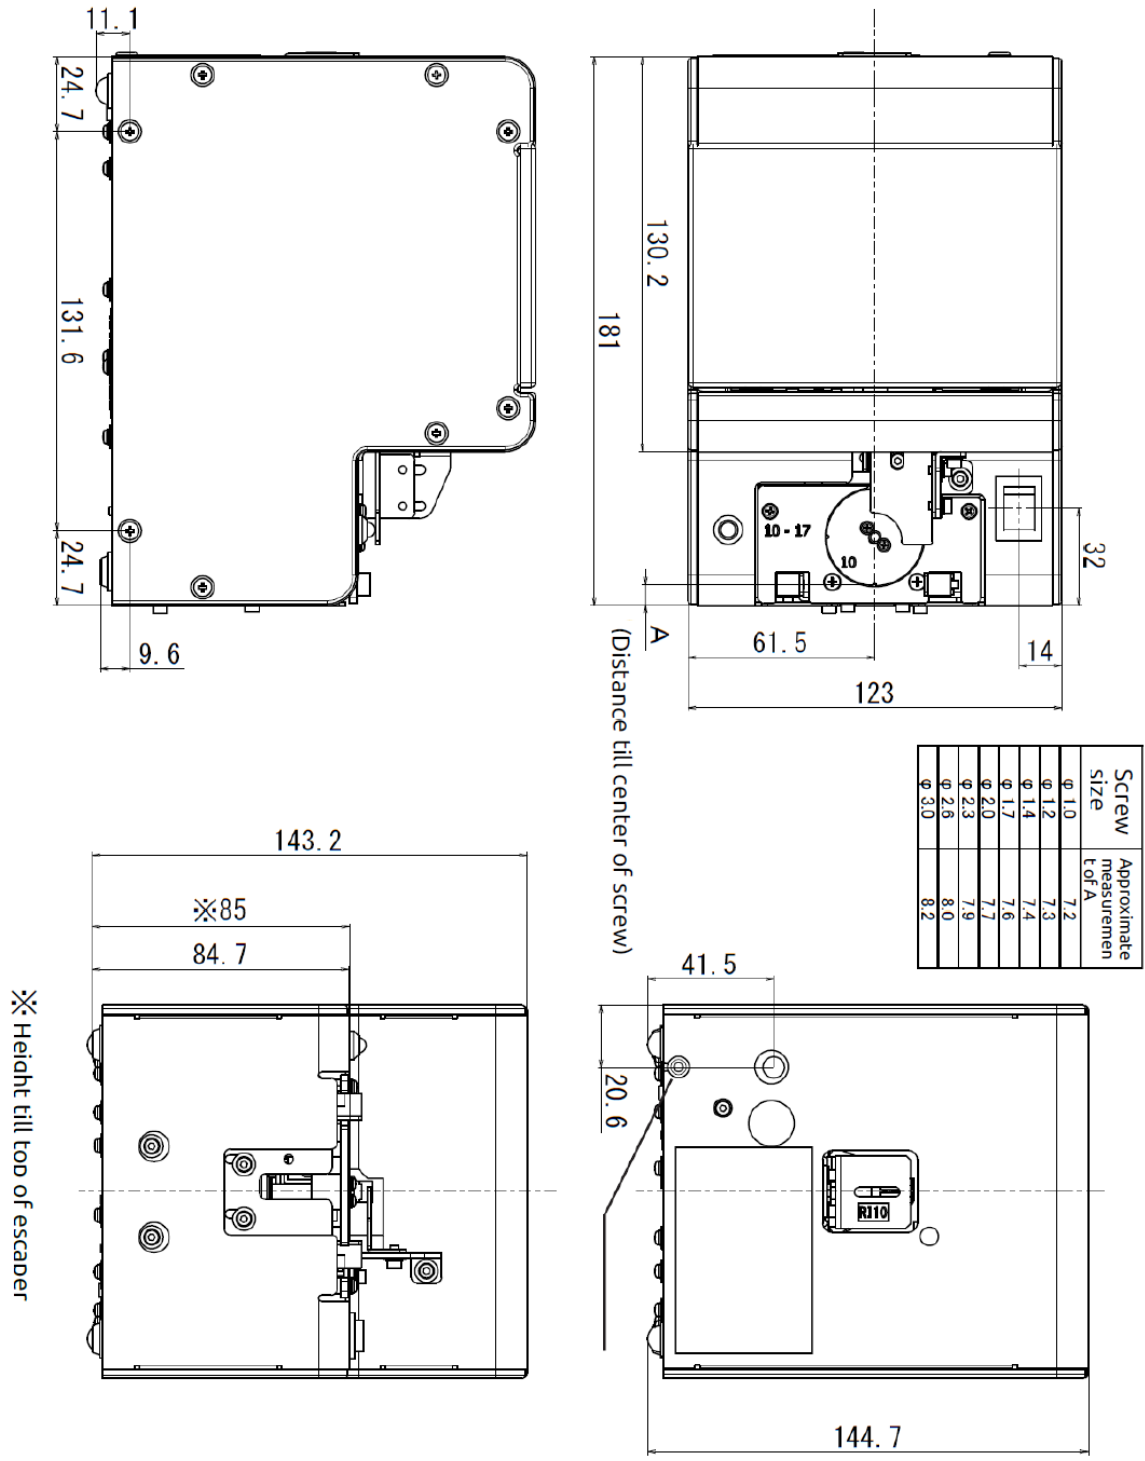 11.1
24.7
131.6
24.7
9.6
130.2
181
10 - 17
10
32
A
61.5
14
123
(Distance till center of screw)
Screw size
Approximate measuremen t of A
φ 1.0 7.2
φ 1.2 7.3
φ 1.4 7.4
φ 1.7 7.6
φ 2.0 7.7
φ 2.3 7.9
φ 2.6 8.0
φ 3.0 8.2
143.2
※85
84.7
※ Height till top of escaper
41.5
20.6
RI10
144.7